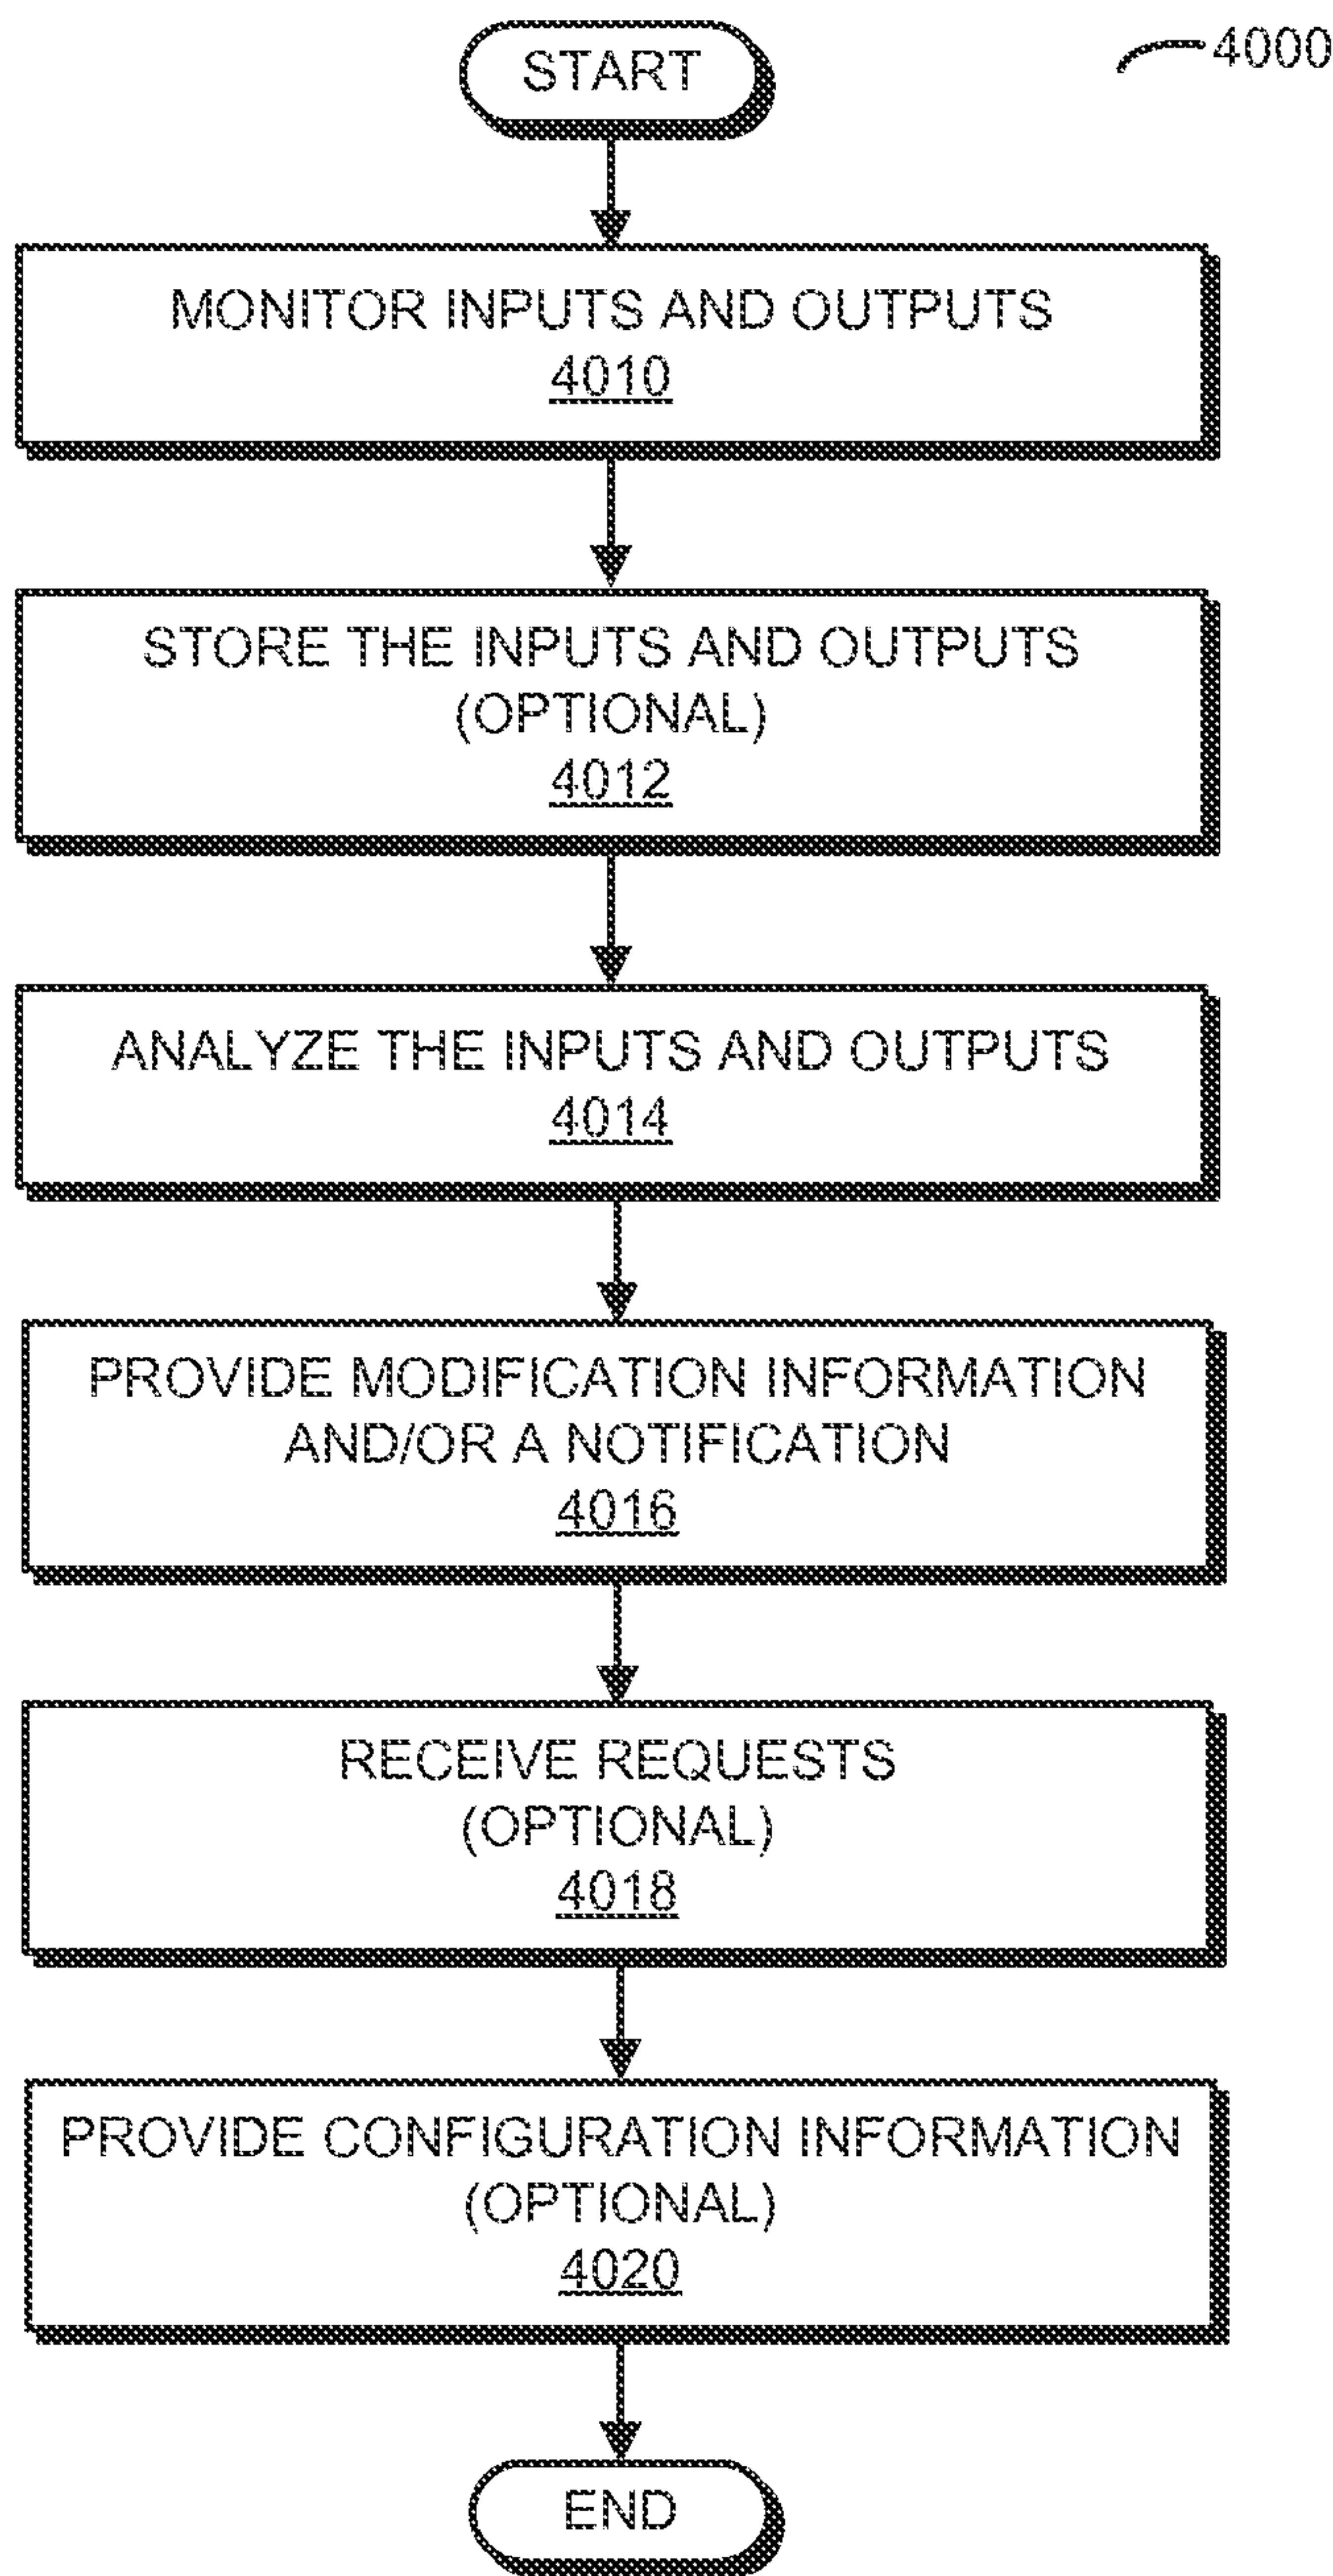 START
4000
MONITOR INPUTS AND OUTPUTS
4010
STORE THE INPUTS AND OUTPUTS
(OPTIONAL)
4012
ANALYZE THE INPUTS AND OUTPUTS
4014
PROVIDE MODIFICATION INFORMATION
AND/OR A NOTIFICATION
4016
RECEIVE REQUESTS
(OPTIONAL)
4018
PROVIDE CONFIGURATION INFORMATION
(OPTIONAL)
4020
END